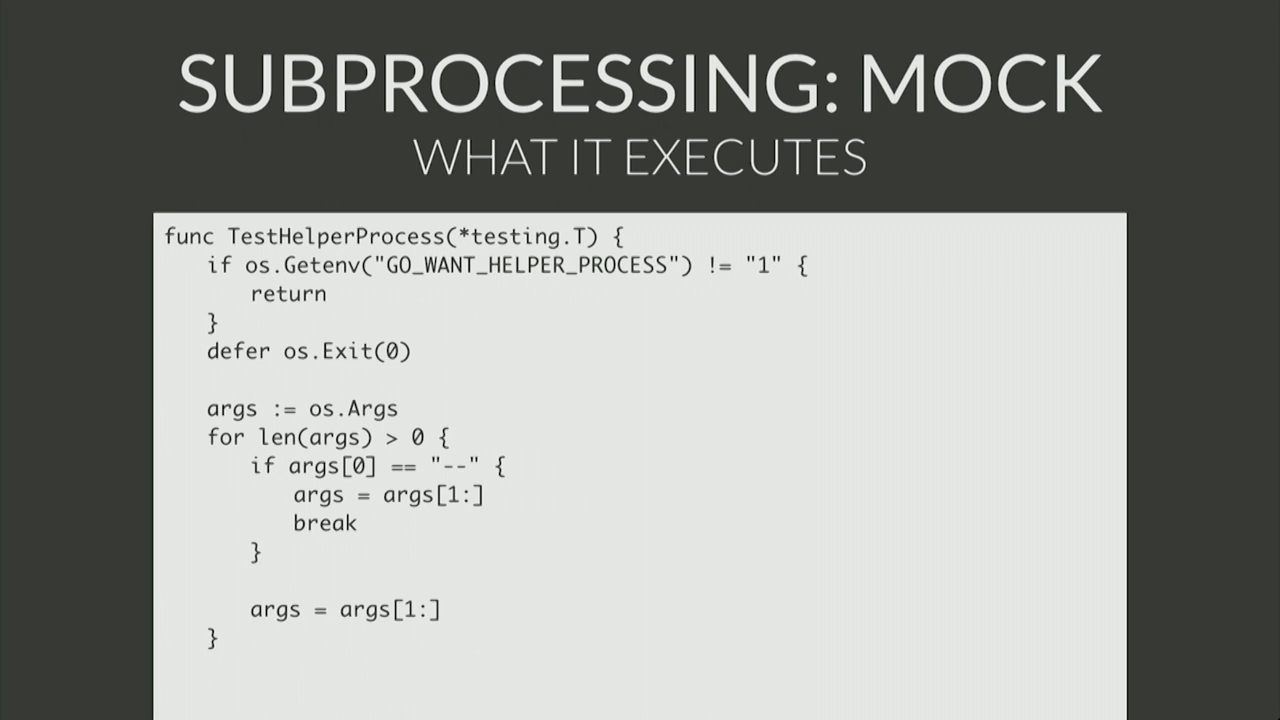 SUBPROCESSING: MOCK
WHAT IT EXECUTES
func TestHelperProcess(*testing.T) {
    if os.Getenv("GO_WANT_HELPER_PROCESS") != "1" {
        return
    }
    defer os.Exit(0)

    args := os.Args
    for len(args) > 0 {
        if args[0] == "--" {
            args = args[1:]
            break
        }

        args = args[1:]
    }